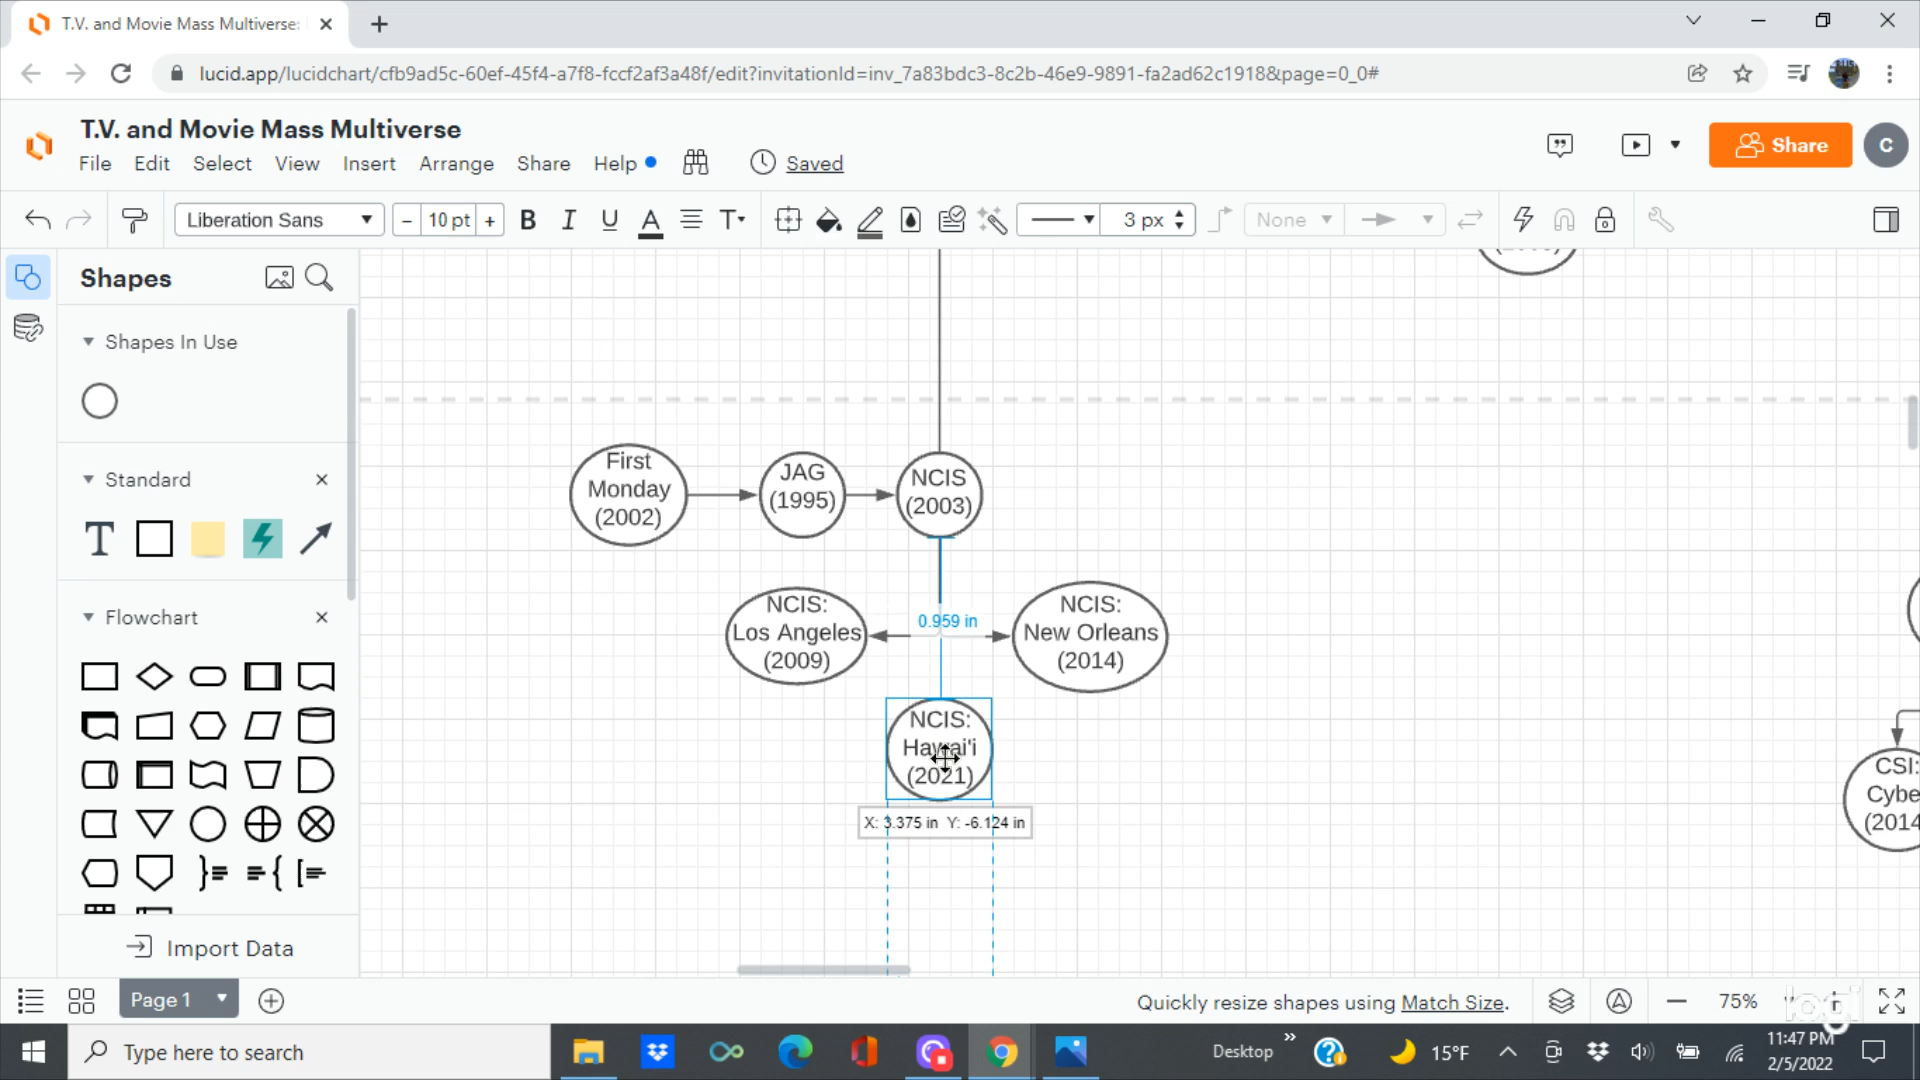 T.V. and Movie Mass Multiverse:
lucid.app/lucidchart/cfb9ad5c-60ef-45f4-a7f8-fccf2af3a48f/edit?invitationId=inv_7a83bdc3-8c2b-46e9-9891-fa2ad62c1918&page=0_0#
T.V. and Movie Mass Multiverse
File Edit Select View Insert Arrange Share Help Saved
Share
C
Liberation Sans 10 pt B I U A T 3 px None
Shapes
Shapes In Use
Standard
T
Flowchart
Import Data
First
Monday
(2002)
JAG
(1995)
NCIS
(2003)
NCIS:
Los Angeles
(2009)
0.959 in
NCIS:
New Orleans
(2014)
NCIS:
Hawai'i
(2021)
X: 3.375 in Y: -6.124 in
CSI:
Cybe
(2014
Page 1
Quickly resize shapes using Match Size.
75%
logi
Type here to search
Desktop
15°F
11:47 PM
2/5/2022